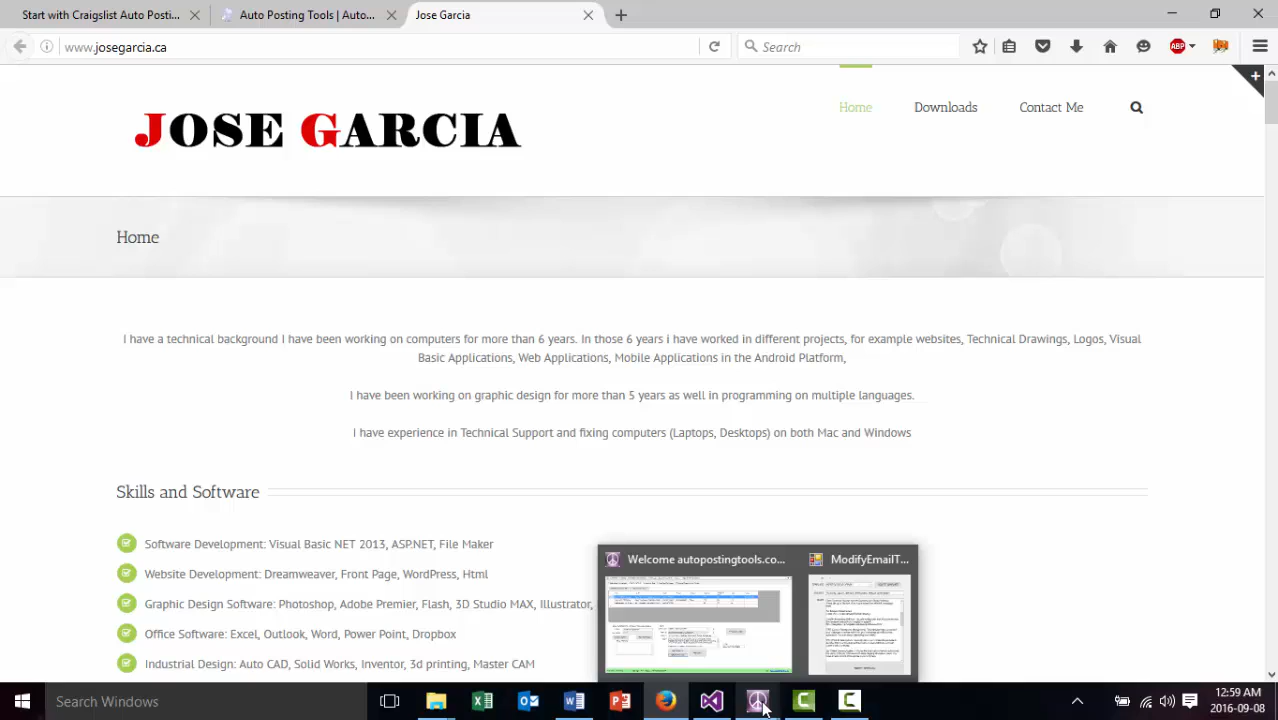 Start with Craigslist Auto Posti...
Auto Posting Tools | Auto...
Jose Garcia
www.josegarcia.ca
Search
ABP
Home
Downloads
Contact Me
JOSE GARCIA
Home
I have a technical background I have been working on computers for more than 6 years. In those 6 years i have worked in different projects, for example websites, Technical Drawings, Logos, Visual
Basic Applications, Web Applications, Mobile Applications in the Android Platform,
I have been working on graphic design for more than 5 years as well in programming on multiple languages.
I have experience in Technical Support and fixing computers (Laptops, Desktops) on both Mac and Windows
Skills and Software
Software Development: Visual Basic NET 2013, ASP.NET, File Maker
Website Development: Dreamweaver, Front Page, WordPress, Html
Graphic Design Software: Photoshop, Adobe Premier, Flash, 3D Studio MAX, Illustrator,
Office Software: Excel, Outlook, Word, Power Point, Dropbox
Industrial Design: Auto CAD, Solid Works, Inventor, 3d printing, Master CAM
Welcome autopostingtools.co...
ModifyEmailT...
Search Windows
12:59 AM
2016-09-08